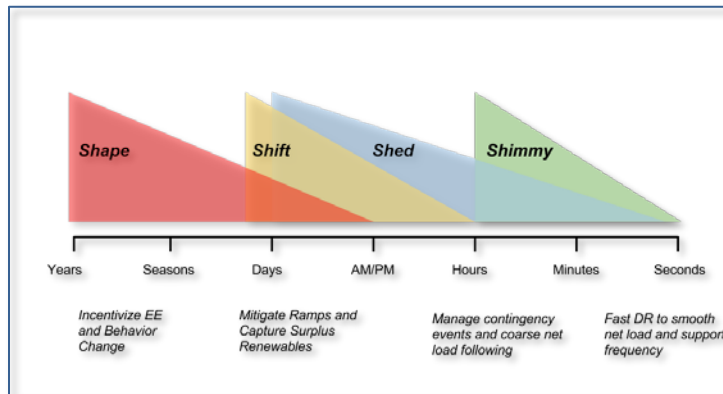 Shape Shift Shed Shimmy
Years Seasons Days AM/PM Hours Minutes Seconds
Incentivize EE
and Behavior
Change
Mitigate Ramps and
Capture Surplus
Renewables
Manage contingency
events and coarse net
load following
Fast DR to smooth
net load and support
frequency